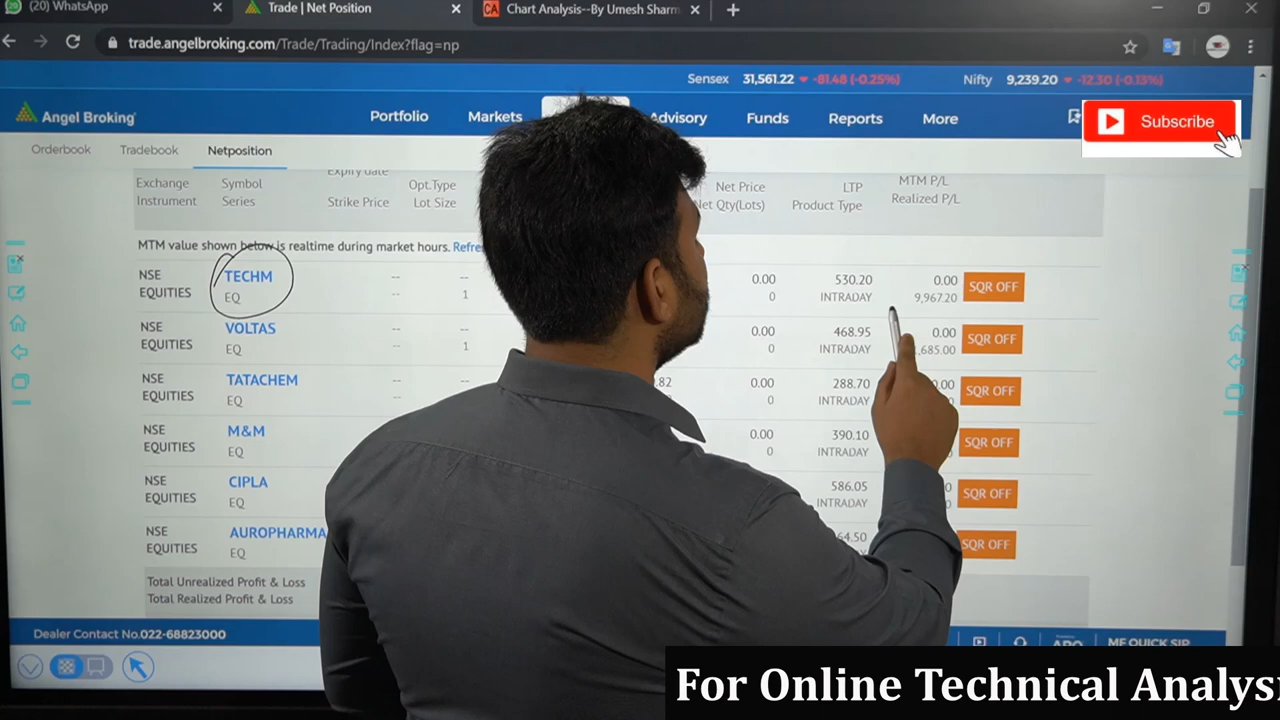 (20) WhatsApp
Trade | Net Position
CA Chart Analysis--By Umesh Sharm
trade.angelbroking.com/Trade/Trading/Index?flag=np
Sensex 31,561.22 -81.48 (-0.25%) Nifty 9,239.20 -12.30 (-0.13%)
Angel Broking Portfolio Markets Advisory Funds Reports More
Subscribe
Orderbook Tradebook Netposition
Exchange Symbol Expiry date Opt.Type Net Price LTP MTM P/L
Instrument Series Strike Price Lot Size Net Qty(Lots) Product Type Realized P/L
MTM value shown below is realtime during market hours.
NSE TECHM -- -- 0.00 530.20 0.00 SQR OFF
EQUITIES EQ -- 1 0 INTRADAY 9,967.20
NSE VOLTAS -- -- 0.00 468.95 0.00 SQR OFF
EQUITIES EQ -- 1 0 INTRADAY
NSE TATACHEM -- -- .82 0.00 288.70 SQR OFF
EQUITIES EQ -- 0 INTRADAY
NSE M&M 0.00 390.10 SQR OFF
EQUITIES EQ INTRADAY
NSE CIPLA 586.05 SQR OFF
EQUITIES EQ INTRADAY
NSE AUROPHARMA SQR OFF
EQUITIES EQ
Total Unrealized Profit & Loss
Total Realized Profit & Loss
Dealer Contact No.022-68823000 MF QUICK SIP
For Online Technical Analys